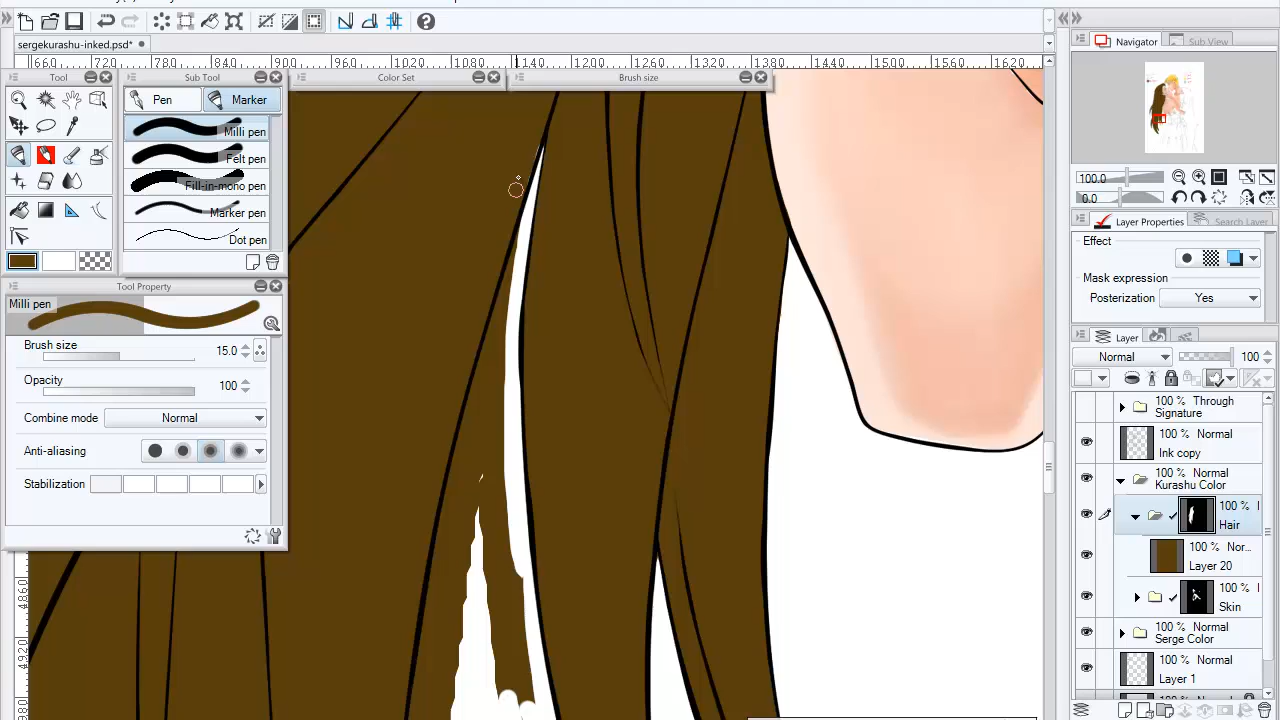 sergekurashu-inked.psd*
660 720 780 840 900 960 1020 1080 1140 1200 1260 1320 1380 1440 1500 1560 1620
Tool
Sub Tool
Color Set
Brush size
Pen
Marker
Milli pen
Felt pen
Fill-in-mono pen
Marker pen
Dot pen
Tool Property
Milli pen
Brush size
15.0
Opacity
100
Combine mode
Normal
Anti-aliasing
Stabilization
4860
4920
4980
Navigator
Sub View
100.0
0.0
Layer Properties
Search Layer
Effect
Mask expression
Posterization
Yes
Layer
Normal
100
100 % Normal
Through
Signature
100 % Normal
Ink copy
100 % Normal
Kurashu Color
100 %
Hair
100 % Nor...
Layer 20
100 %
Skin
100 % Normal
Serge Color
100 % Normal
Layer 1